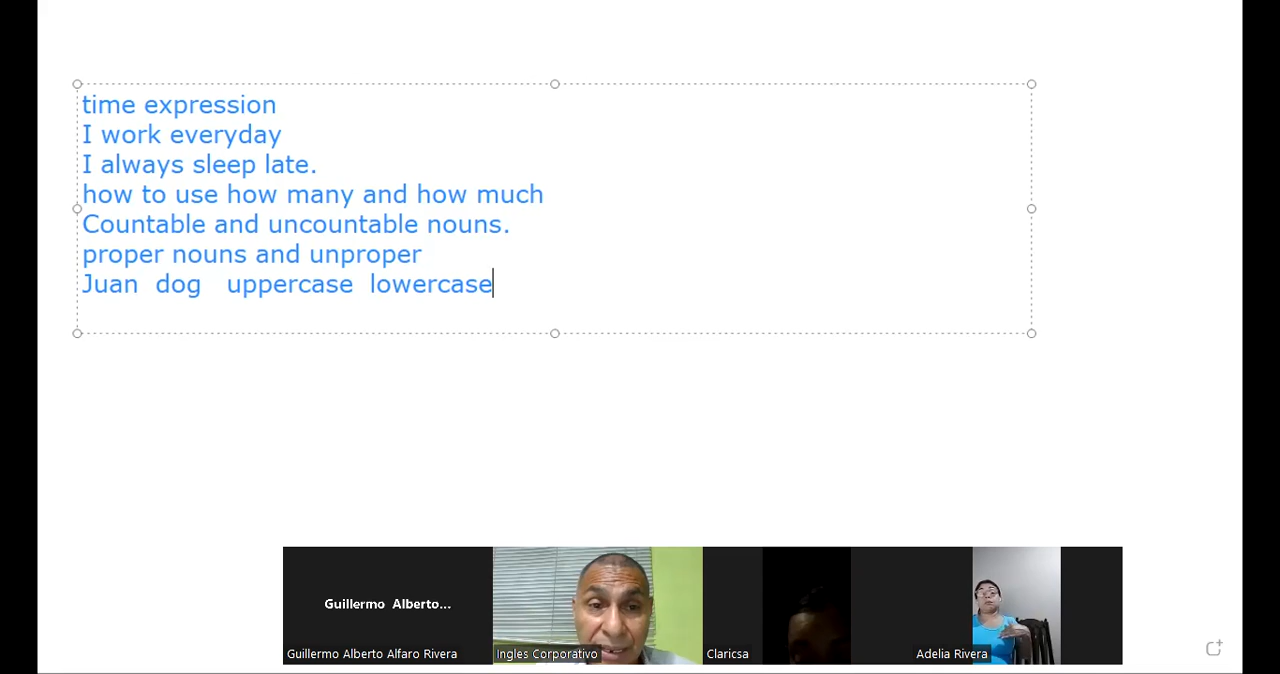 time expression
I work everyday
I always sleep late.
how to use how many and how much
Countable and uncountable nouns.
proper nouns and unproper
Juan  dog   uppercase  lowercase
Guillermo Alberto...
Guillermo Alberto Alfaro Rivera
Ingles Corporativo
Claricsa
Adelia Rivera